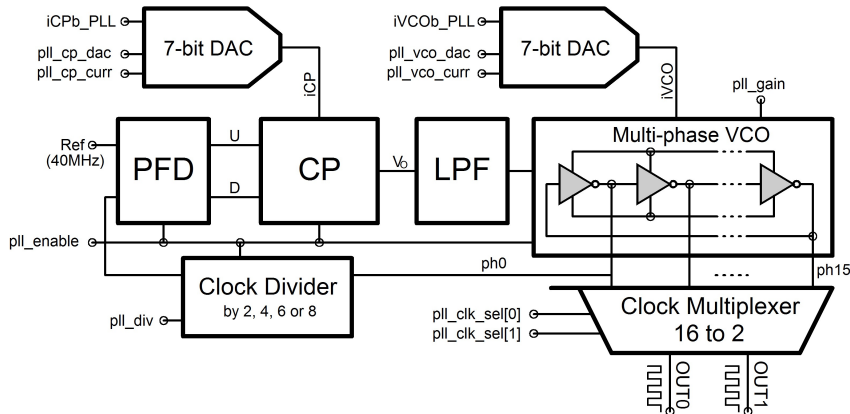 iCPb_PLL
pll_cp_dac
pll_cp_curr
7-bit DAC
iCP
iVCOb_PLL
pll_vco_dac
pll_vco_curr
7-bit DAC
iVCO
pll_gain
Ref
(40MHz)
PFD
U
D
CP
VO
LPF
Multi-phase VCO
pll_enable
Clock Divider
by 2, 4, 6 or 8
pll_div
ph0
ph15
pll_clk_sel[0]
pll_clk_sel[1]
Clock Multiplexer
16 to 2
OUT0
OUT1